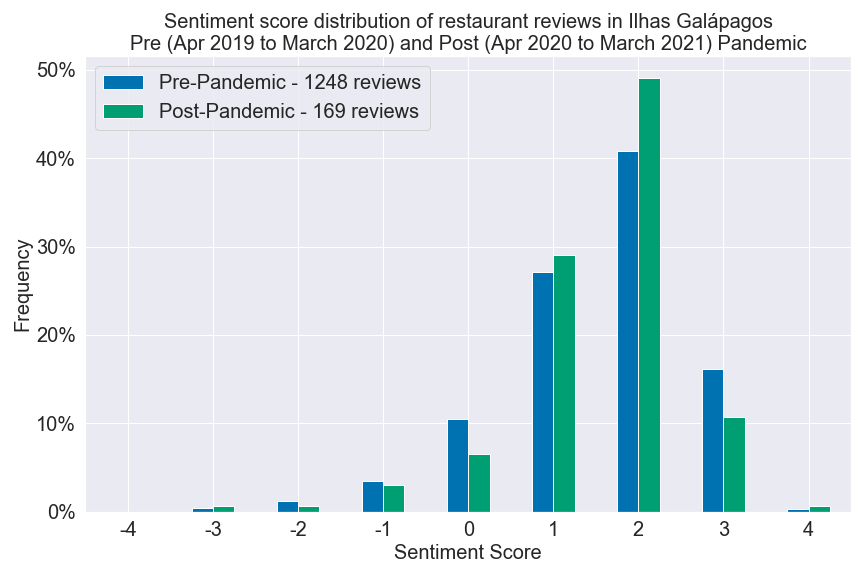 Sentiment score distribution of restaurant reviews in Ilhas Galápagos
Pre (Apr 2019 to March 2020) and Post (Apr 2020 to March 2021) Pandemic
Pre-Pandemic - 1248 reviews
Post-Pandemic - 169 reviews
50%
40%
30%
20%
10%
0%
Frequency
-4 -3 -2 -1 0 1 2 3 4
Sentiment Score